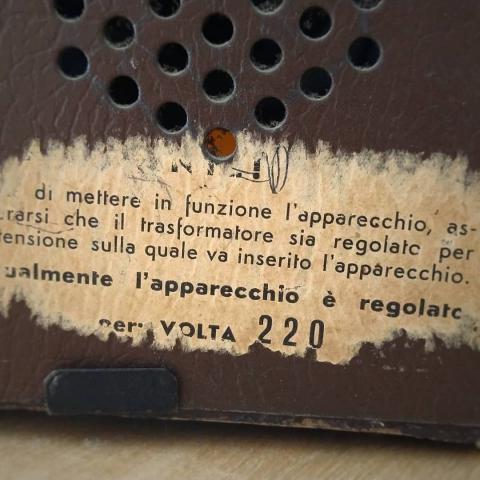 di mettere in funzione l'apparecchio, as-
rarsi che il trasformatore sia regolato per
tensione sulla quale va inserito l'apparecchio.
ualmente l'apparecchio è regolato
per: VOLTA 220